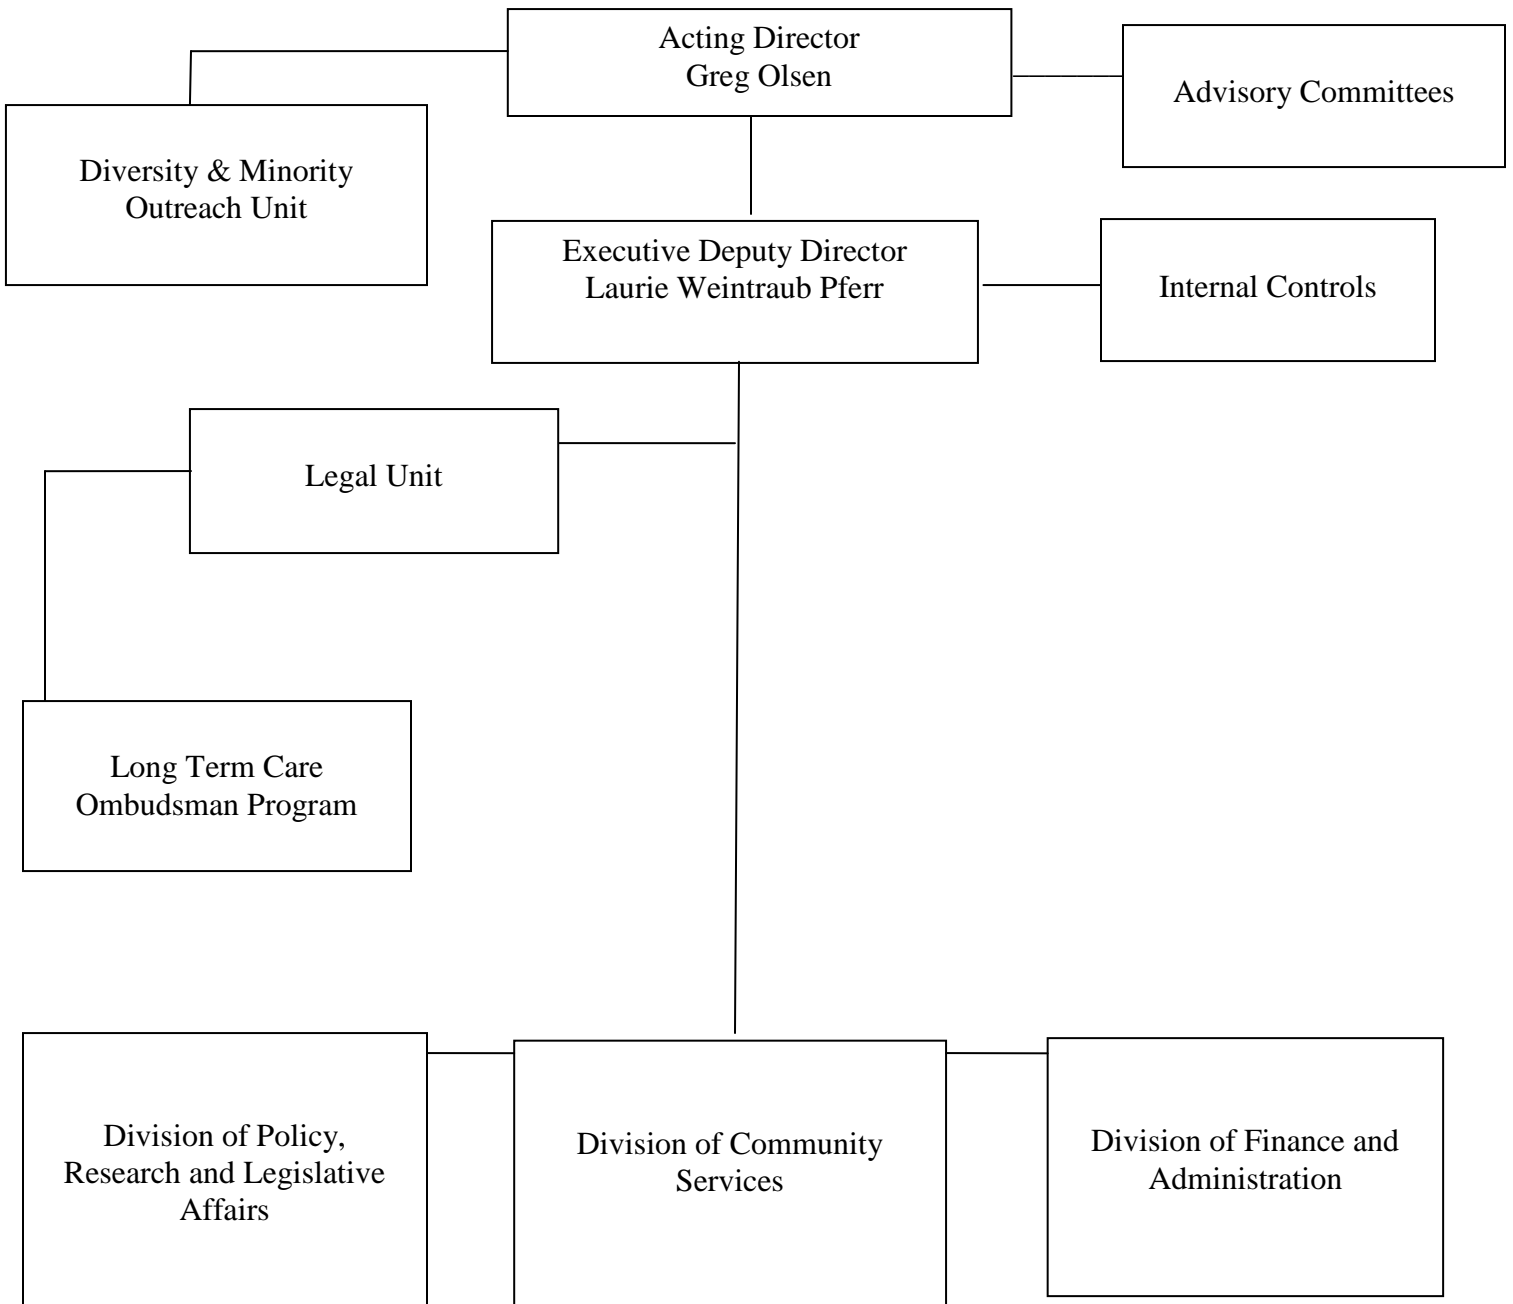 Acting Director
Greg Olsen
Advisory Committees
Diversity & Minority
Outreach Unit
Executive Deputy Director
Laurie Weintraub Pferr
Internal Controls
Legal Unit
Long Term Care
Ombudsman Program
Division of Policy,
Research and Legislative
Affairs
Division of Community
Services
Division of Finance and
Administration